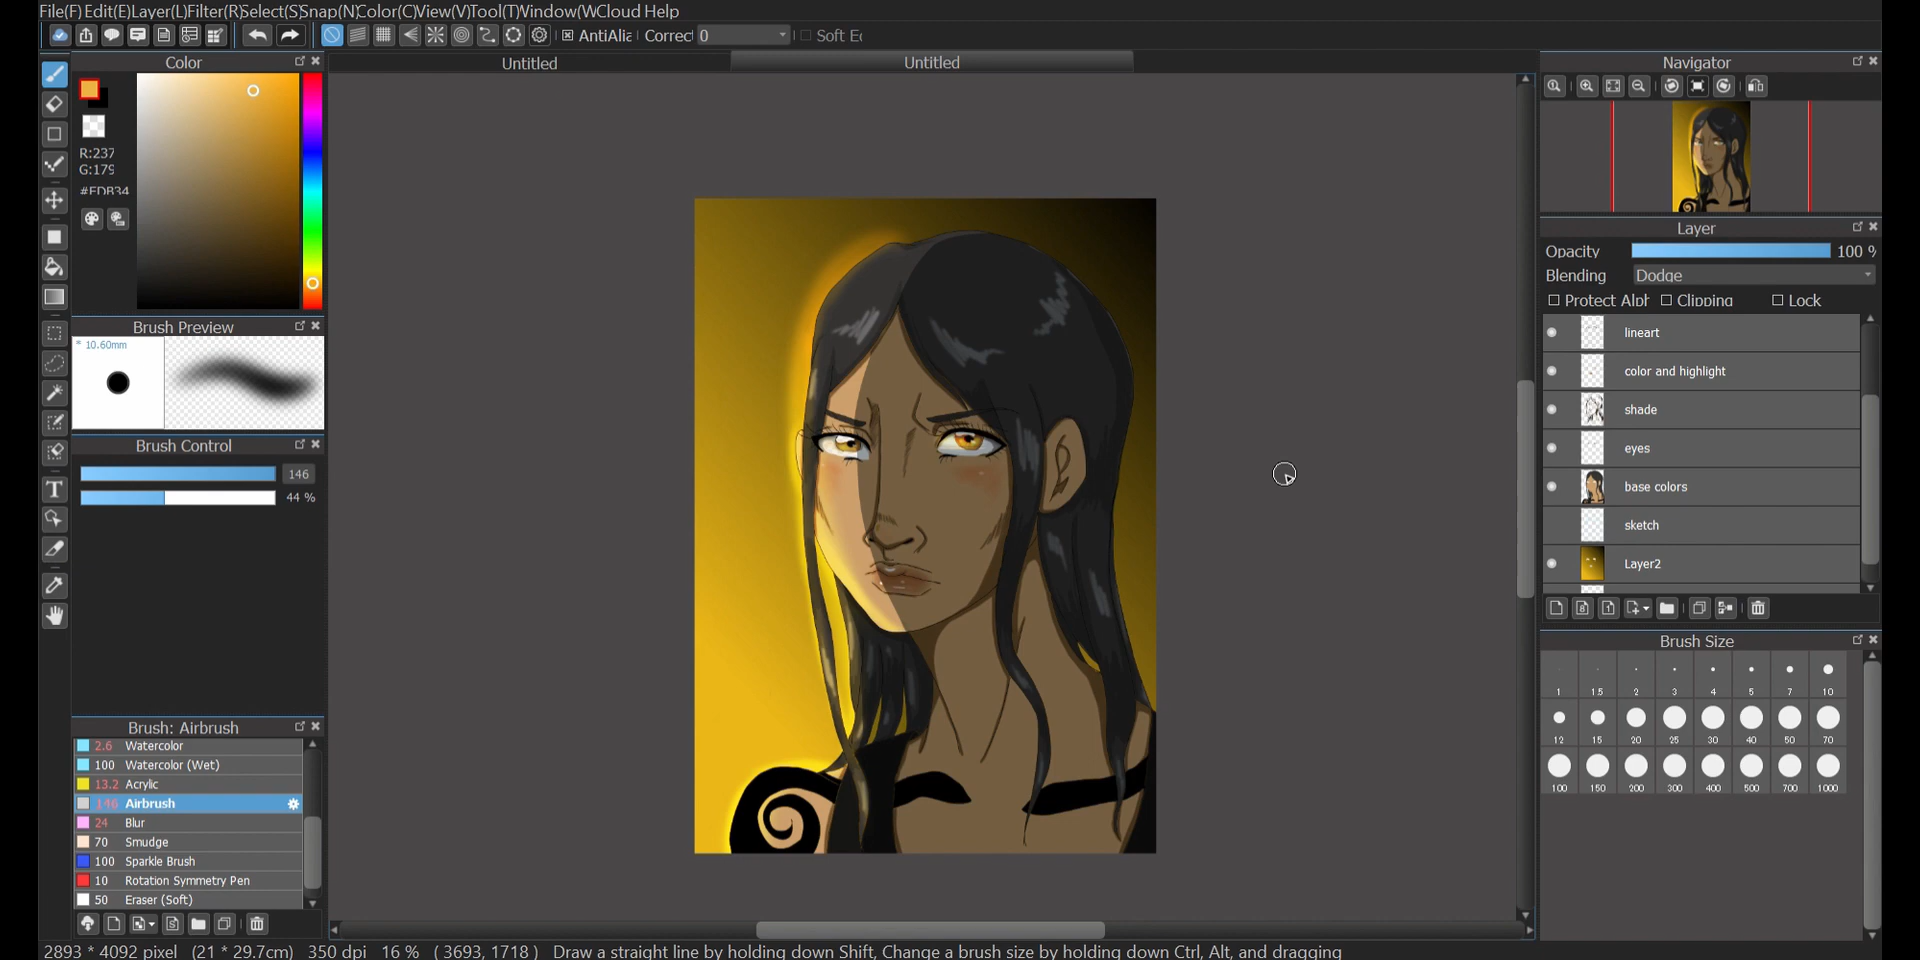 File(F) Edit(E) Layer(L) Filter(R) Select(S) Snap(N) Color(C) View(V) Tool(T) Window(W Cloud Help
AntiAlia Correct 0 Soft Ec
Color
Untitled
Untitled
Navigator
R:237
G:179
#EDB34
Brush Preview
* 10.60mm
Brush Control
146
44 %
Layer
Opacity 100 %
Blending Dodge
Protect Alph Clipping Lock
lineart
color and highlight
shade
eyes
base colors
sketch
Layer2
Brush Size
1 1.5 2 3 4 5 7 10
12 15 20 25 30 40 50 70
100 150 200 300 400 500 700 1000
Brush: Airbrush
2.6 Watercolor
100 Watercolor (Wet)
13.2 Acrylic
146 Airbrush
24 Blur
70 Smudge
100 Sparkle Brush
10 Rotation Symmetry Pen
50 Eraser (Soft)
2893 * 4092 pixel (21 * 29.7cm) 350 dpi 16 % ( 3693, 1718 ) Draw a straight line by holding down Shift, Change a brush size by holding down Ctrl, Alt, and dragging